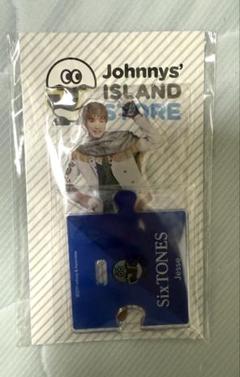 Johnnys'
ISLAND
STORE
SixTONES
Jesse